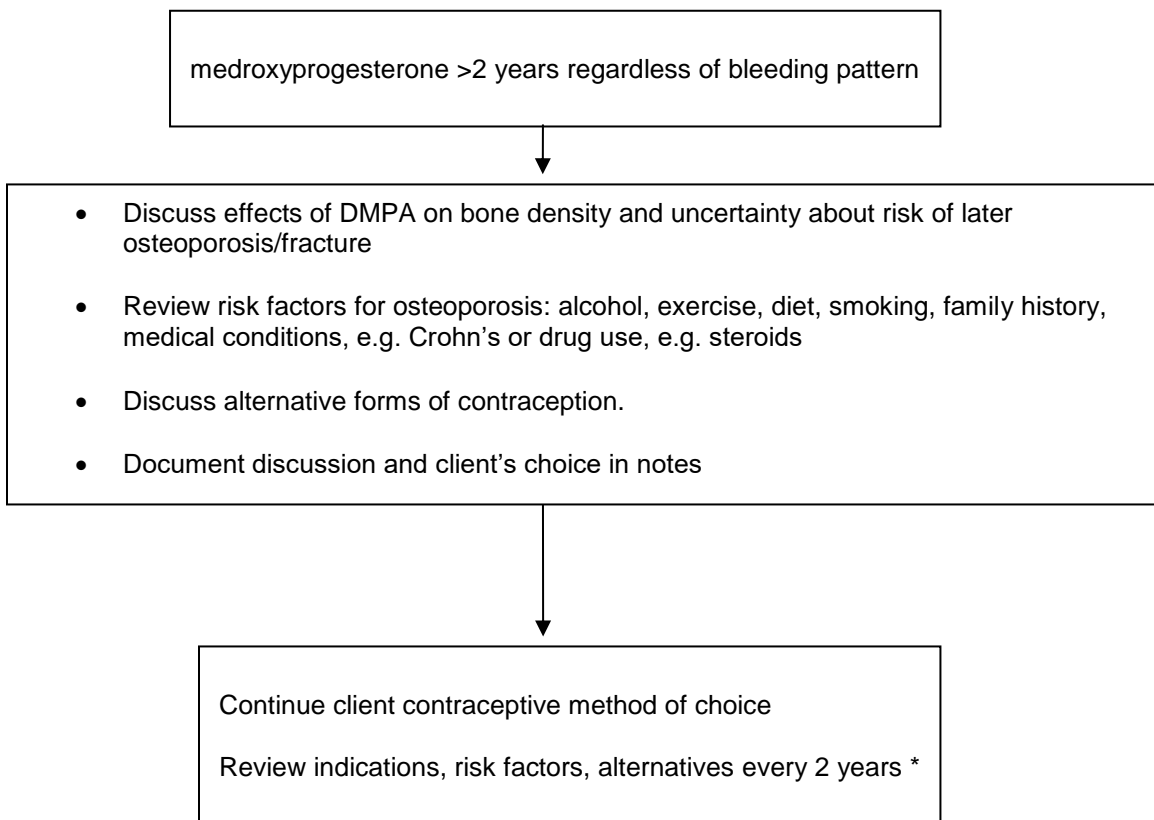 medroxyprogesterone >2 years regardless of bleeding pattern
• Discuss effects of DMPA on bone density and uncertainty about risk of later
osteoporosis/fracture
• Review risk factors for osteoporosis: alcohol, exercise, diet, smoking, family history,
medical conditions, e.g. Crohn’s or drug use, e.g. steroids
• Discuss alternative forms of contraception.
• Document discussion and client’s choice in notes
Continue client contraceptive method of choice
Review indications, risk factors, alternatives every 2 years *